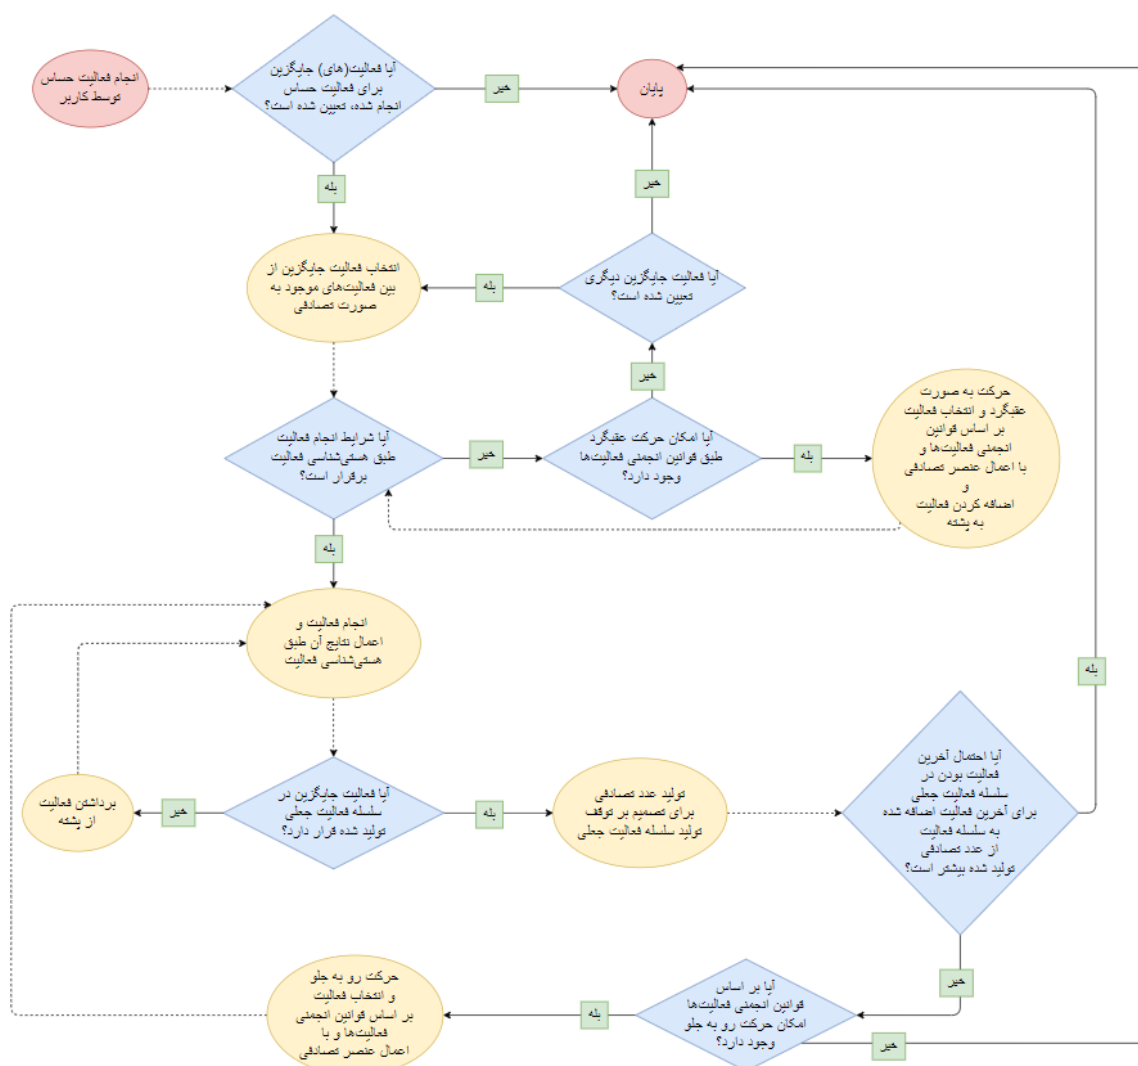 انجام فعالیت حساس
توسط کاربر
آیا فعالیت(های) جایگزین
برای فعالیت حساس
انجام شده، تعیین شده است؟
خیر
پایان
بله
خیر
انتخاب فعالیت جایگزین از
بین فعالیت‌های موجود به
صورت تصادفی
بله
آیا فعالیت جایگزین دیگری
تعیین شده است؟
خیر
آیا شرایط انجام فعالیت
طبق هستی‌شناسی فعالیت
برقرار است؟
خیر
آیا امکان حرکت عقبگرد
طبق قوانین انجمنی فعالیت‌ها
وجود دارد؟
بله
حرکت به صورت
عقبگرد و انتخاب فعالیت
بر اساس قوانین
انجمنی فعالیت‌ها و
با اعمال عنصر تصادفی
و
اضافه کردن فعالیت
به پشته
بله
انجام فعالیت و
اعمال نتایج آن طبق
هستی‌شناسی فعالیت
بله
برداشتن فعالیت
از پشته
خیر
آیا فعالیت جایگزین در
سلسله فعالیت جعلی
تولید شده قرار دارد؟
بله
تولید عدد تصادفی
برای تصمیم بر توقف
تولید سلسله فعالیت جعلی
آیا احتمال آخرین
فعالیت بودن در
سلسله فعالیت جعلی
برای آخرین فعالیت اضافه شده
به سلسله فعالیت
از عدد تصادفی
تولید شده بیشتر است؟
خیر
حرکت رو به جلو
و انتخاب فعالیت
بر اساس قوانین انجمنی
فعالیت‌ها و با
اعمال عنصر تصادفی
بله
آیا بر اساس
قوانین انجمنی فعالیت‌ها
امکان حرکت رو به جلو
وجود دارد؟
خیر